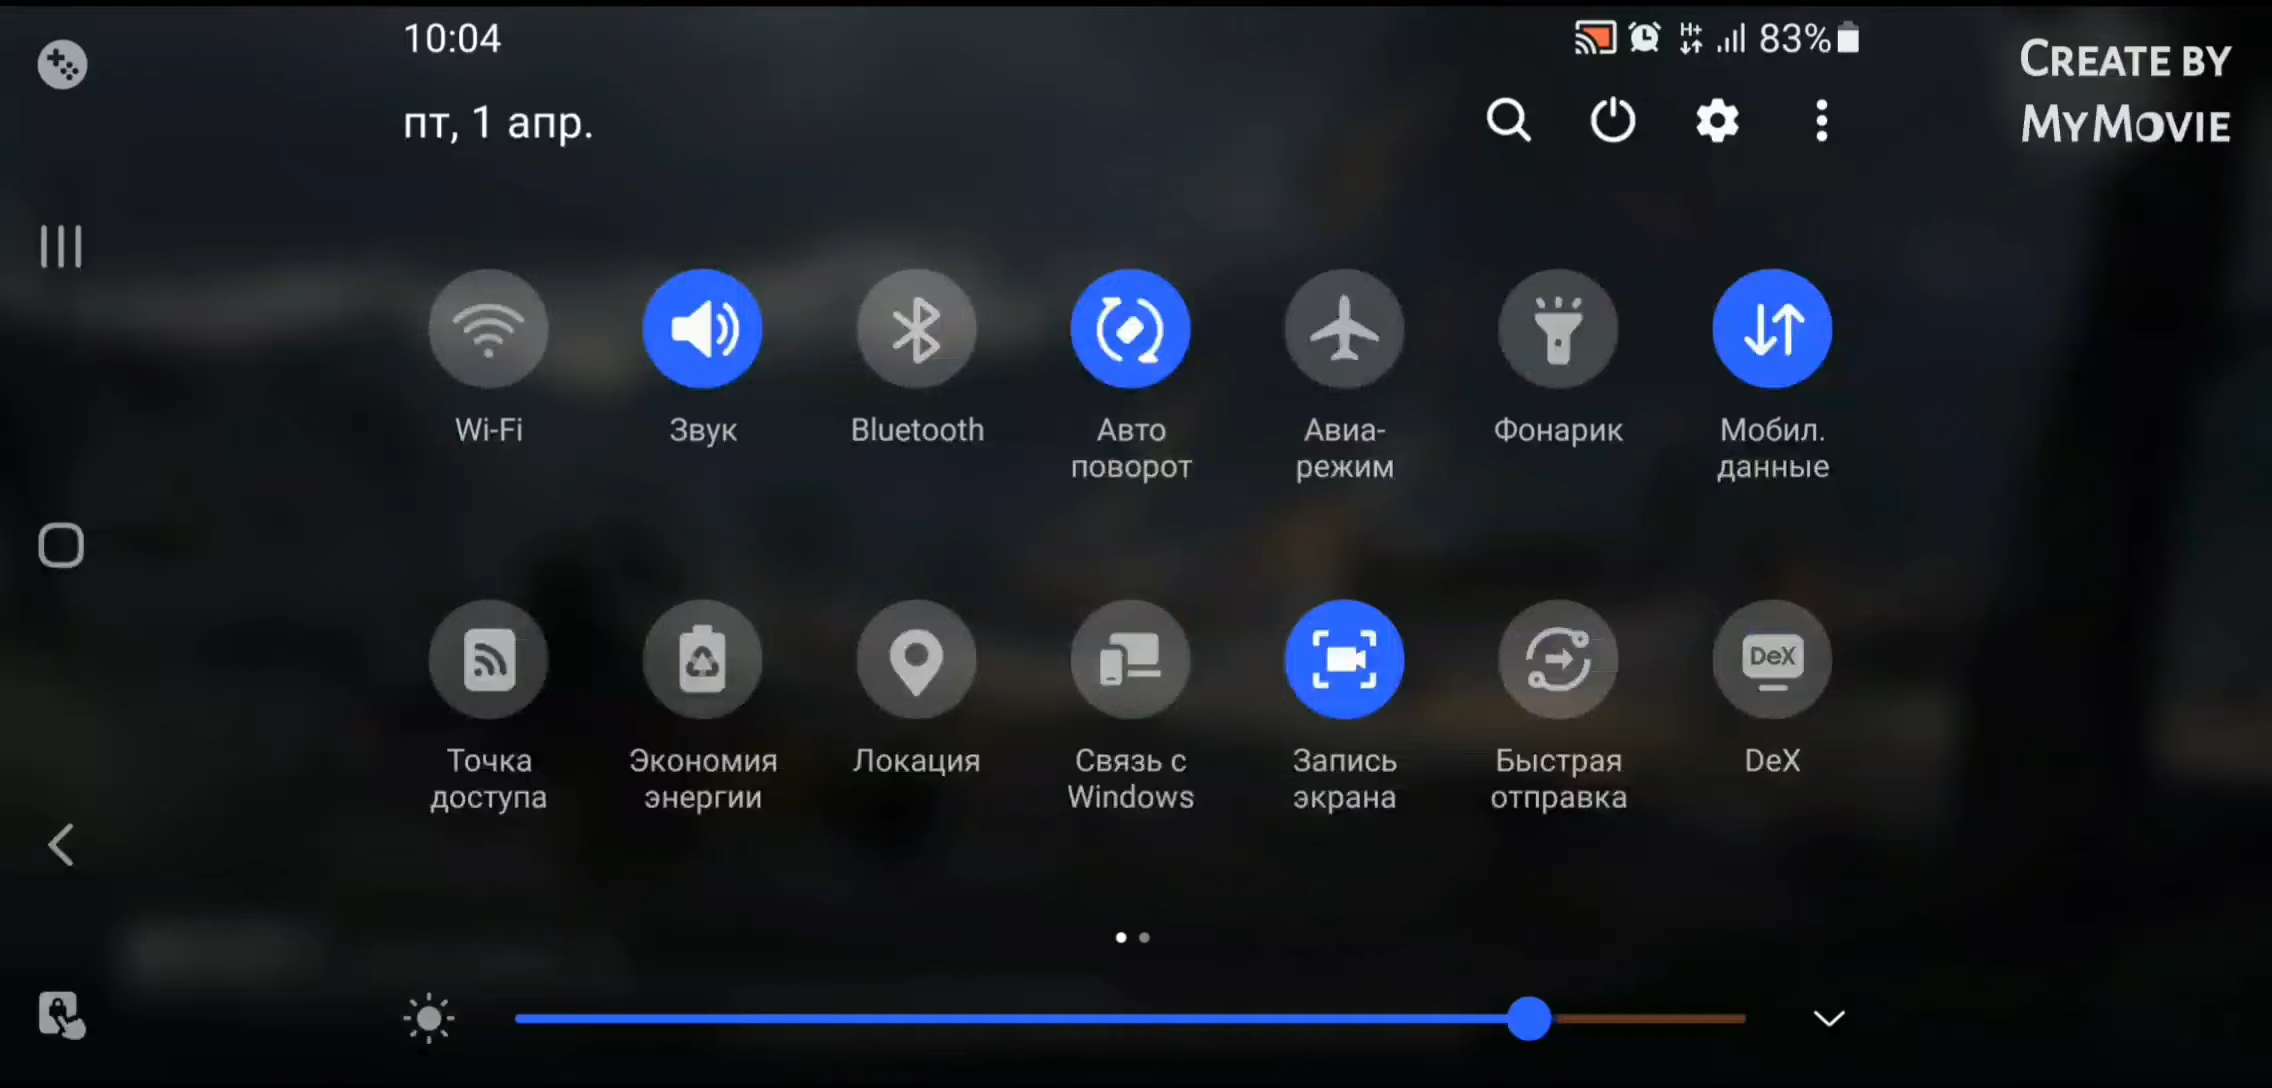 10:04
H+
83%
CREATE BY
MYMOVIE
пт, 1 апр.
Wi-Fi
Звук
Bluetooth
Авто
поворот
Авиа-
режим
Фонарик
Мобил.
данные
Точка
доступа
Экономия
энергии
Локация
Связь с
Windows
Запись
экрана
Быстрая
отправка
DeX
DeX